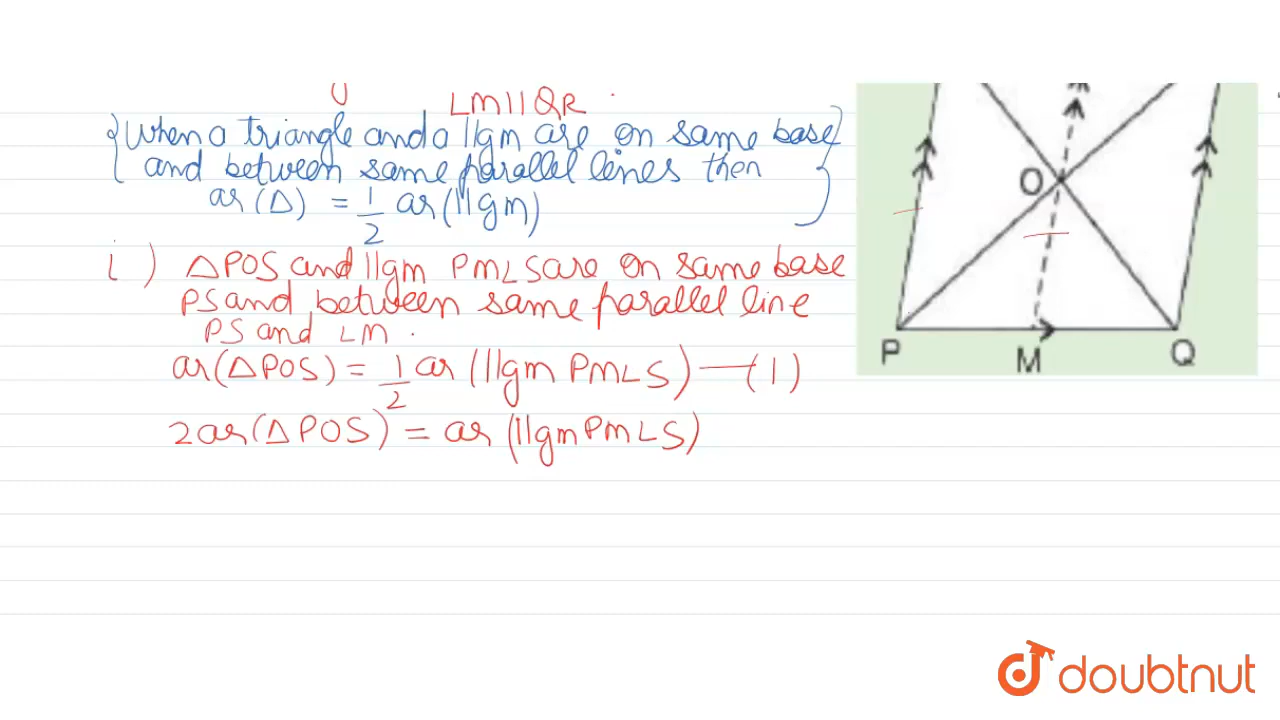 LM || QR
{When a triangle and a ||gm are on same base
and between same parallel lines then
ar(Δ) = 1/2 ar(||gm)}
i) ΔPOS and ||gm PMLS are on same base
PS and between same parallel line
PS and LM.
ar(ΔPOS) = 1/2 ar(||gm PMLS) —(1)
2ar(ΔPOS) = ar(||gm PMLS)
O
P M Q
doubtnut